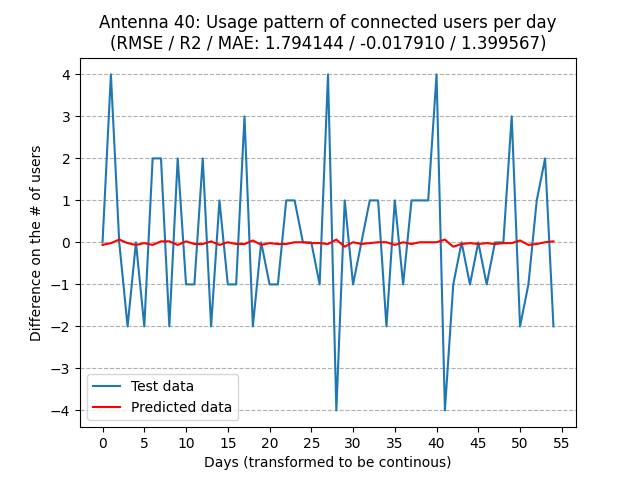 Antenna 40: Usage pattern of connected users per day
(RMSE / R2 / MAE: 1.794144 / -0.017910 / 1.399567)
Difference on the # of users
4
3
2
1
0
−1
−2
−3
−4
Test data
Predicted data
0 5 10 15 20 25 30 35 40 45 50 55
Days (transformed to be continous)